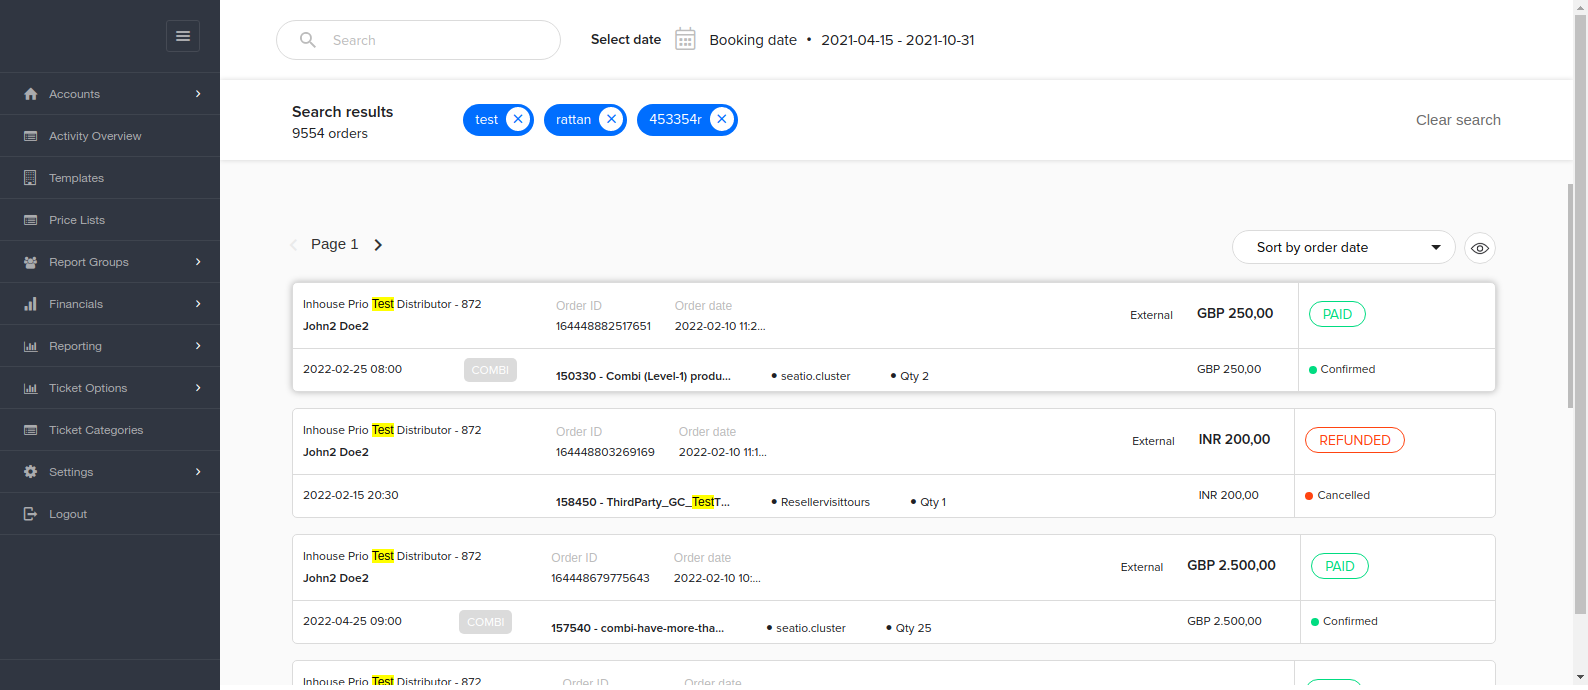 Search
Select date
Booking date • 2021-04-15 - 2021-10-31
Accounts
Activity Overview
Templates
Price Lists
Report Groups
Financials
Reporting
Ticket Options
Ticket Categories
Settings
Logout
Search results
9554 orders
test
rattan
453354r
Clear search
Page 1
Sort by order date
Inhouse Prio Test Distributor - 872
John2 Doe2
Order ID
164448882517651
Order date
2022-02-10 11:2...
External
GBP 250,00
PAID
2022-02-25 08:00
COMBI
150330 - Combi (Level-1) produ...
• seatio.cluster
• Qty 2
GBP 250,00
Confirmed
Inhouse Prio Test Distributor - 872
John2 Doe2
Order ID
164448803269169
Order date
2022-02-10 11:1...
External
INR 200,00
REFUNDED
2022-02-15 20:30
158450 - ThirdParty_GC_TestT...
• Resellervisittours
• Qty 1
INR 200,00
Cancelled
Inhouse Prio Test Distributor - 872
John2 Doe2
Order ID
164448679775643
Order date
2022-02-10 10:...
External
GBP 2.500,00
PAID
2022-04-25 09:00
COMBI
157540 - combi-have-more-tha...
• seatio.cluster
• Qty 25
GBP 2.500,00
Confirmed
Inhouse Prio Test Distributor - 872
Order ID
Order date